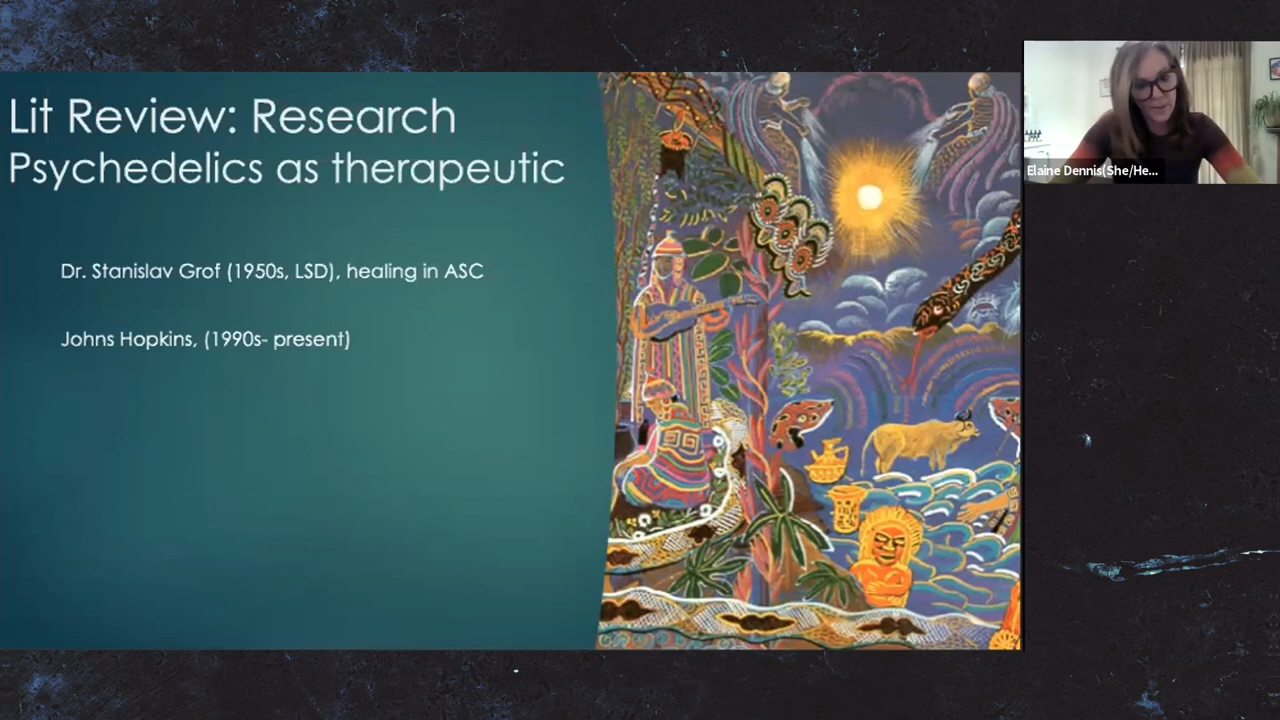 Lit Review: Research
Psychedelics as therapeutic
Dr. Stanislav Grof (1950s, LSD), healing in ASC
Johns Hopkins, (1990s- present)
Elaine Dennis(She/He...